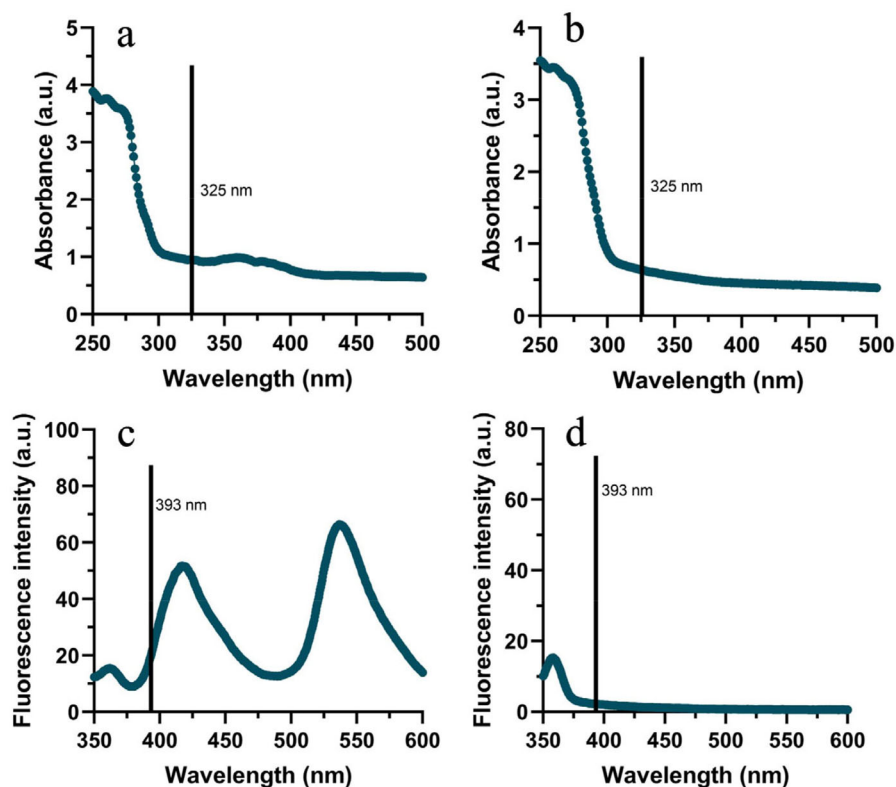 a
Absorbance (a.u.)
5
4
3
2
1
0
325 nm
250 300 350 400 450 500
Wavelength (nm)
b
Absorbance (a.u.)
4
3
2
1
0
325 nm
250 300 350 400 450 500
Wavelength (nm)
c
Fluorescence intensity (a.u.)
100
80
60
40
20
0
393 nm
350 400 450 500 550 600
Wavelength (nm)
d
Fluorescence intensity (a.u.)
80
60
40
20
0
393 nm
350 400 450 500 550 600
Wavelength (nm)